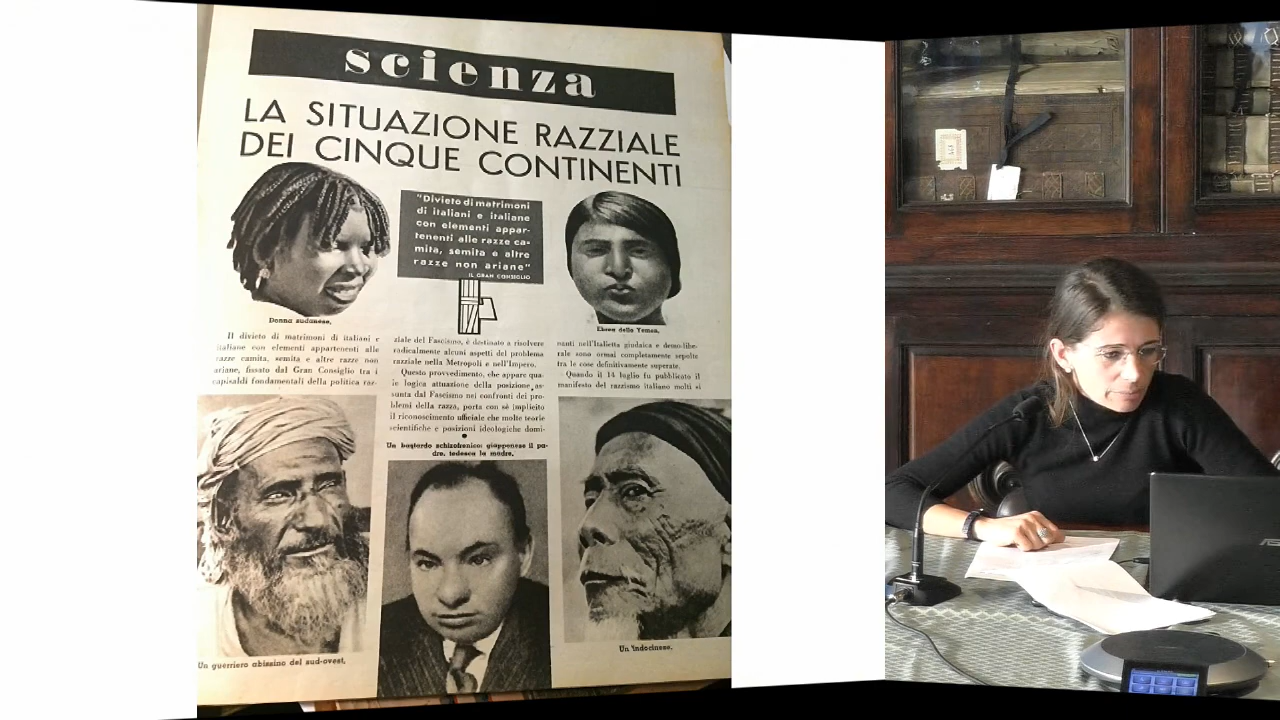 scienza
LA SITUAZIONE RAZZIALE
DEI CINQUE CONTINENTI
"Divieto di matrimoni
di italiani e italiane
con elementi appar-
tenenti alle razze ca-
mita, semita e altre
razze non ariane"
IL GRAN CONSIGLIO
Donna sudanese.
Ebreo dello Yemen.
Il divieto di matrimoni di italiani e
italiane con elementi appartenenti alle
razze camita, semita e altre razze non
ariane, fissato dal Gran Consiglio tra i
capisaldi fondamentali della politica raz-
ziale del Fascismo, è destinato a risolvere
radicalmente alcuni aspetti del problema
razziale nella Metropoli e nell'Impero.
Questo provvedimento, che appare qua-
le logica attuazione della posizione as-
sunta dal Fascismo nei confronti dei pro-
blemi della razza, porta con sè implicito
il riconoscimento ufficiale che molte teorie
scientifiche e posizioni ideologiche domi-
nanti nell'Italietta giudaica e demo-libe-
rale sono ormai completamente sepolte
tra le cose definitivamente superate.
Quando il 14 luglio fu pubblicato il
manifesto del razzismo italiano molti si
Un bastardo schizofrenico: giapponese il pa-
dre, tedesca la madre.
Un guerriero abissino del sud-ovest.
Un indocinese.